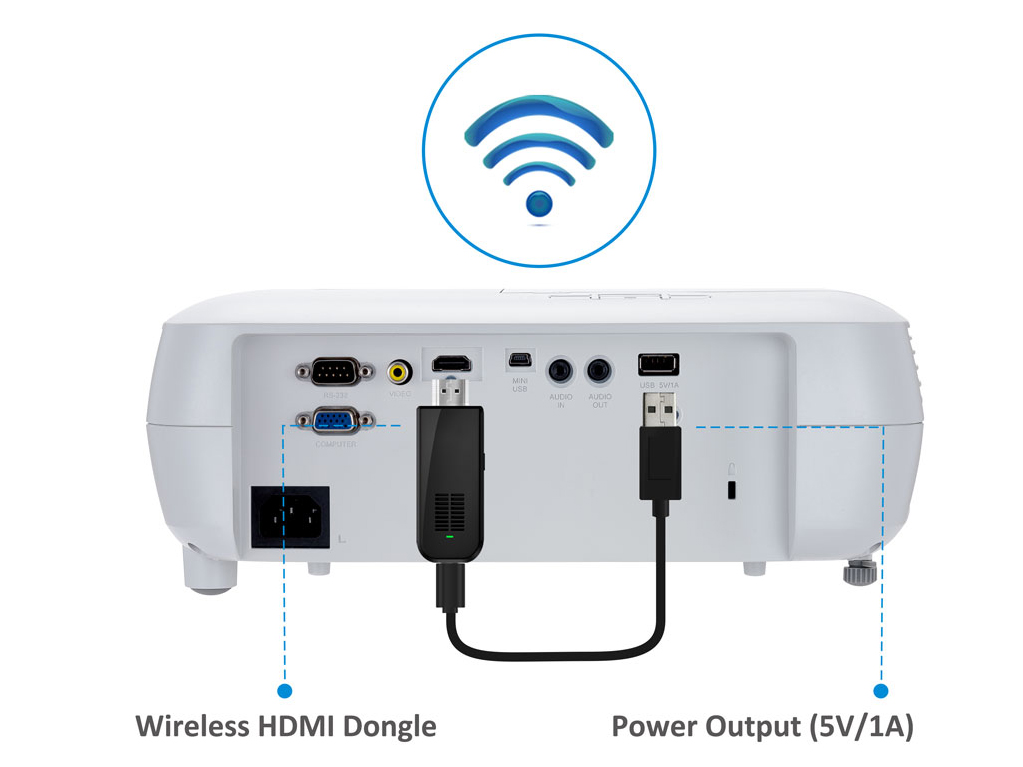 RS-232
VIDEO
MINI
USB
AUDIO
IN
AUDIO
OUT
USB 5V/1A
COMPUTER
Wireless HDMI Dongle
Power Output (5V/1A)